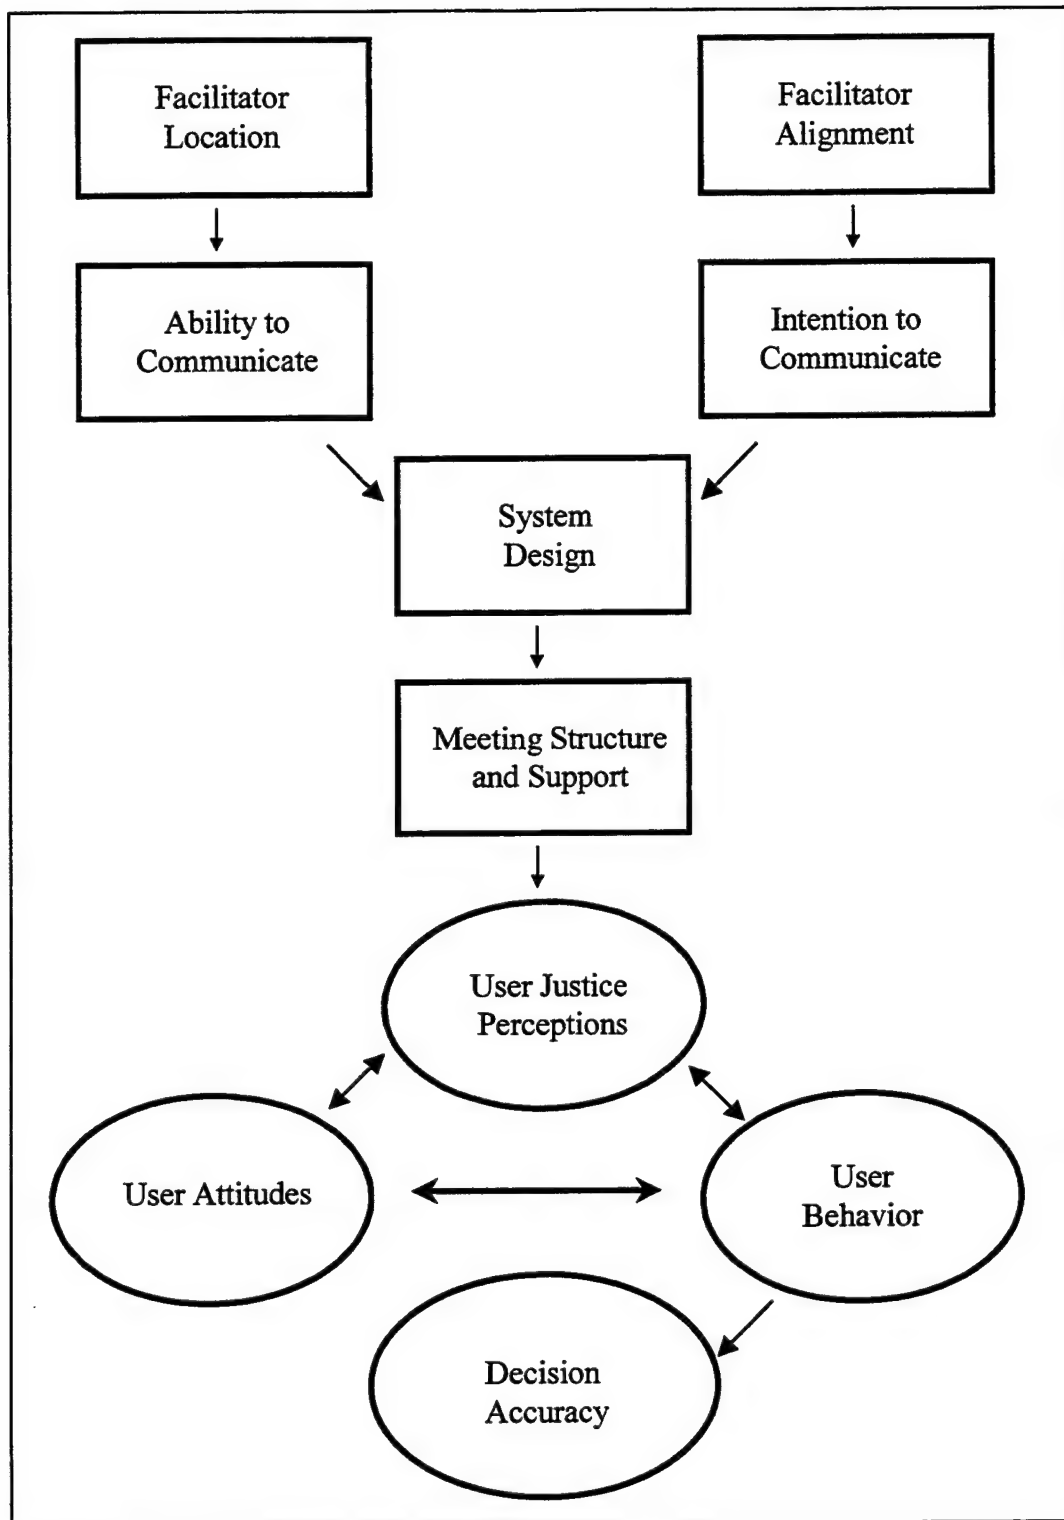 Facilitator
Location
Facilitator
Alignment
Ability to
Communicate
Intention to
Communicate
System
Design
Meeting Structure
and Support
User Justice
Perceptions
User Attitudes
User
Behavior
Decision
Accuracy